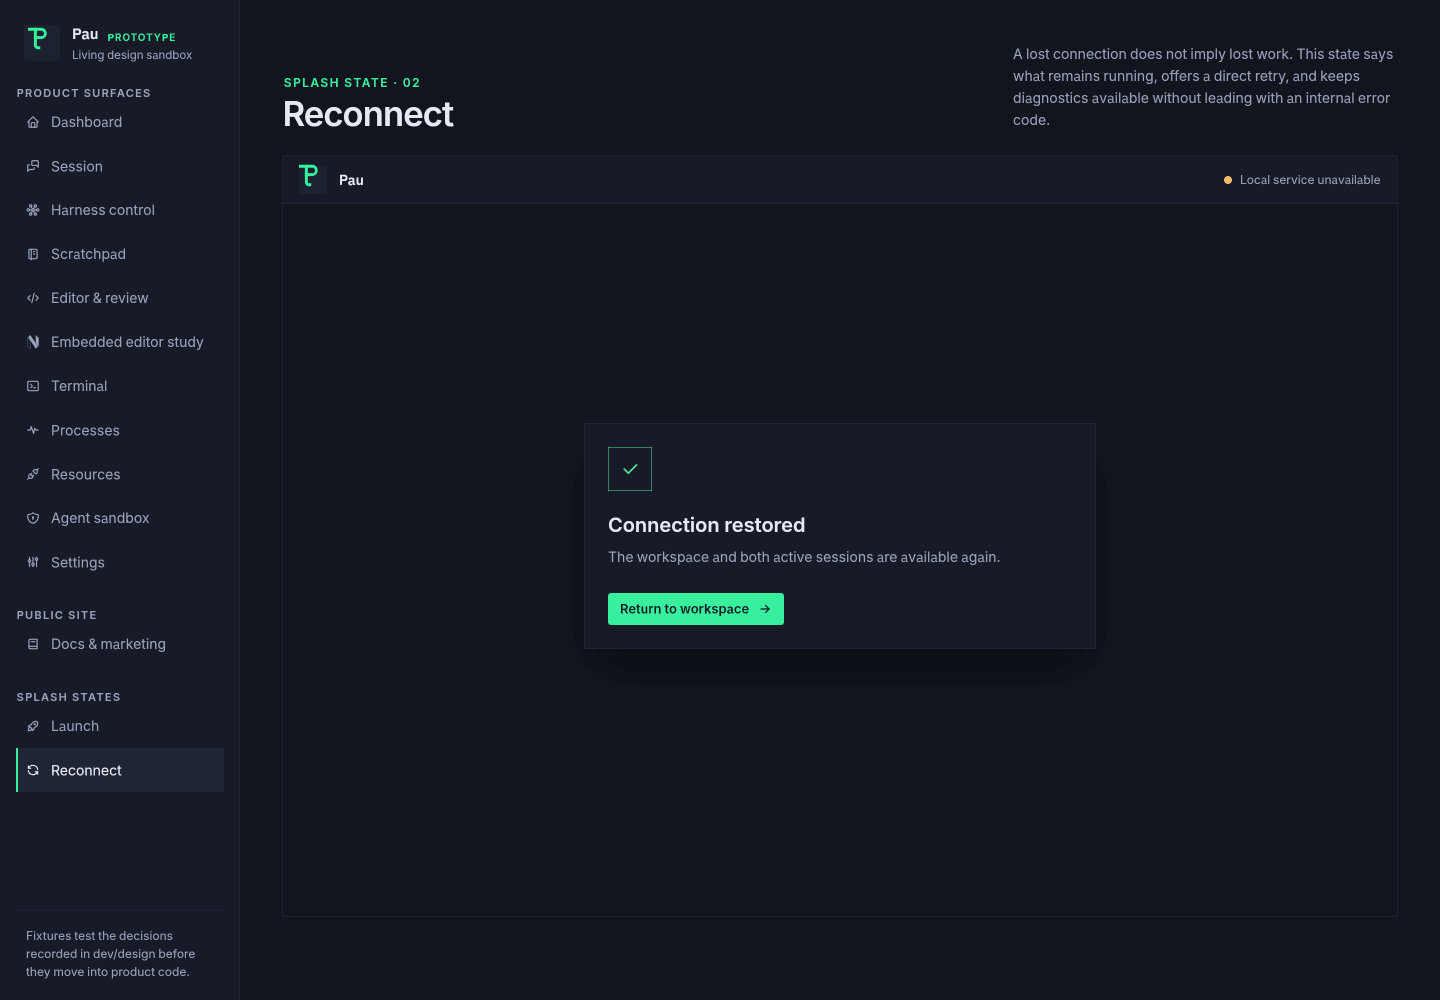 Pau PROTOTYPE
Living design sandbox
PRODUCT SURFACES
Dashboard
Session
Harness control
Scratchpad
Editor & review
Embedded editor study
Terminal
Processes
Resources
Agent sandbox
Settings
PUBLIC SITE
Docs & marketing
SPLASH STATES
Launch
Reconnect
Fixtures test the decisions
recorded in dev/design before
they move into product code.
SPLASH STATE · 02
Reconnect
A lost connection does not imply lost work. This state says
what remains running, offers a direct retry, and keeps
diagnostics available without leading with an internal error
code.
Pau
Local service unavailable
Connection restored
The workspace and both active sessions are available again.
Return to workspace →